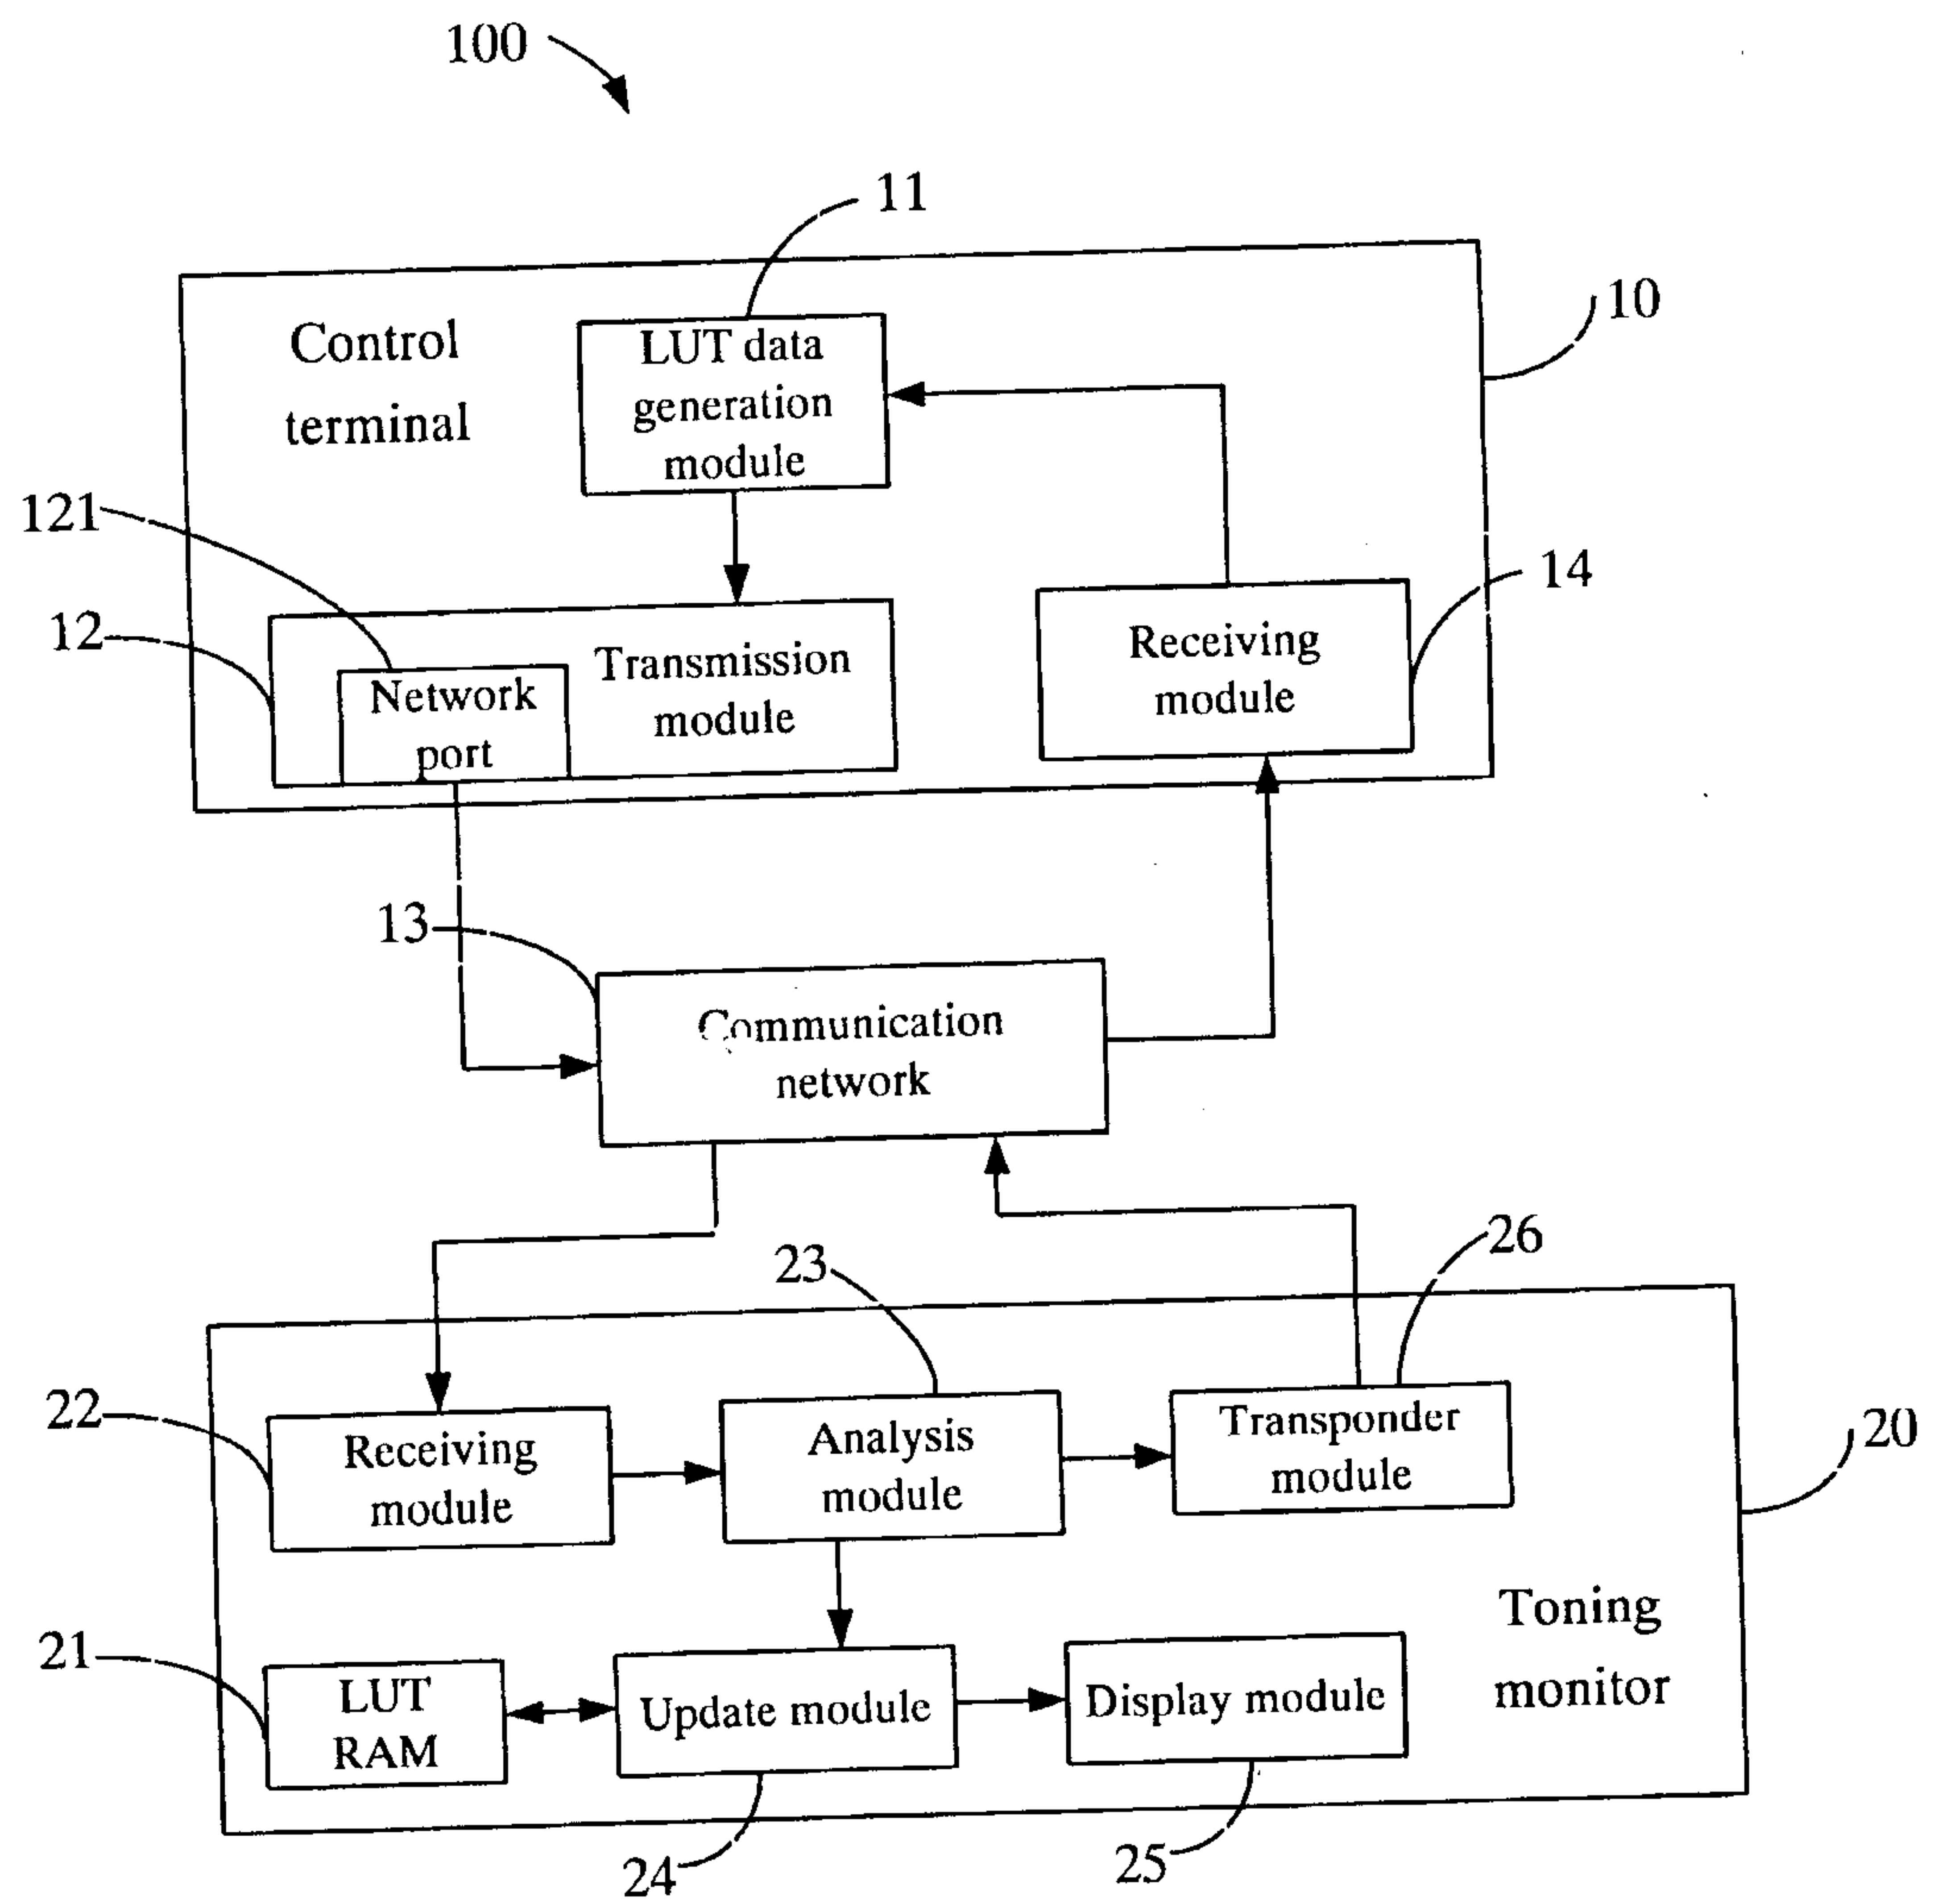 100
11
10
Control
terminal
LUT data
generation
module
121
12
14
Network
port
Transmission
module
Receiving
module
13
Communication
network
23
26
22
20
Receiving
module
Analysis
module
Transponder
module
21
LUT
RAM
Update module
Display module
Toning
monitor
24
25